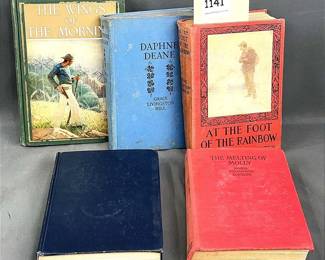 THE WINGS
OF THE
MORNING
DAPHNE
DEANE
GRACE
LIVINGSTON
HILL
1141
AT THE FOOT
OF THE RAINBOW
THE MELTING OF
MOLLY